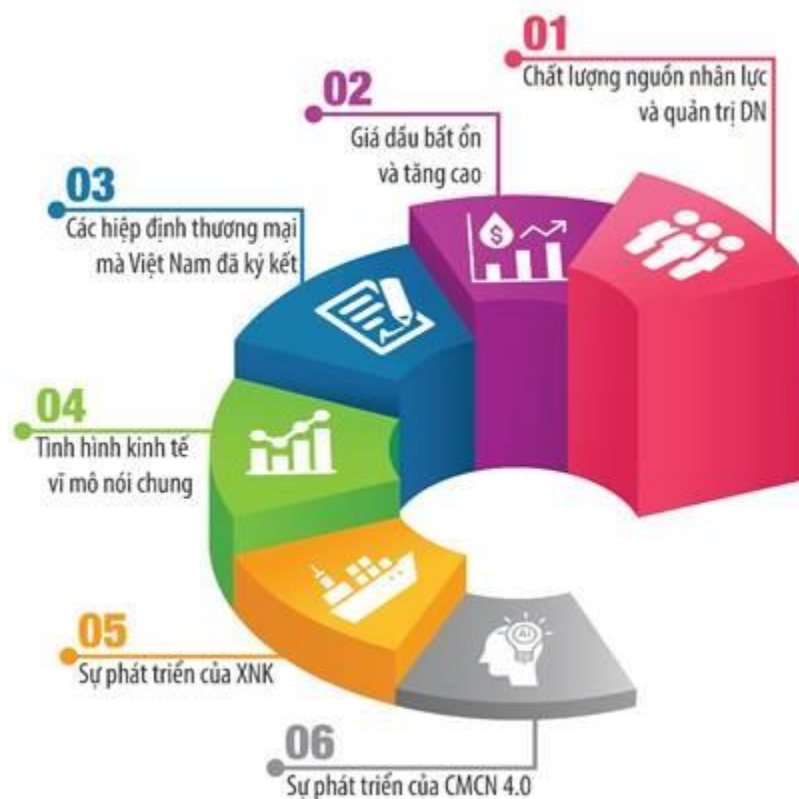 01
Chất lượng nguồn nhân lực
và quản trị DN
02
Giá dầu bất ổn
và tăng cao
03
Các hiệp định thương mại
mà Việt Nam đã ký kết
04
Tình hình kinh tế
vĩ mô nói chung
05
Sự phát triển của XNK
06
Sự phát triển của CMCN 4.0
$
AI